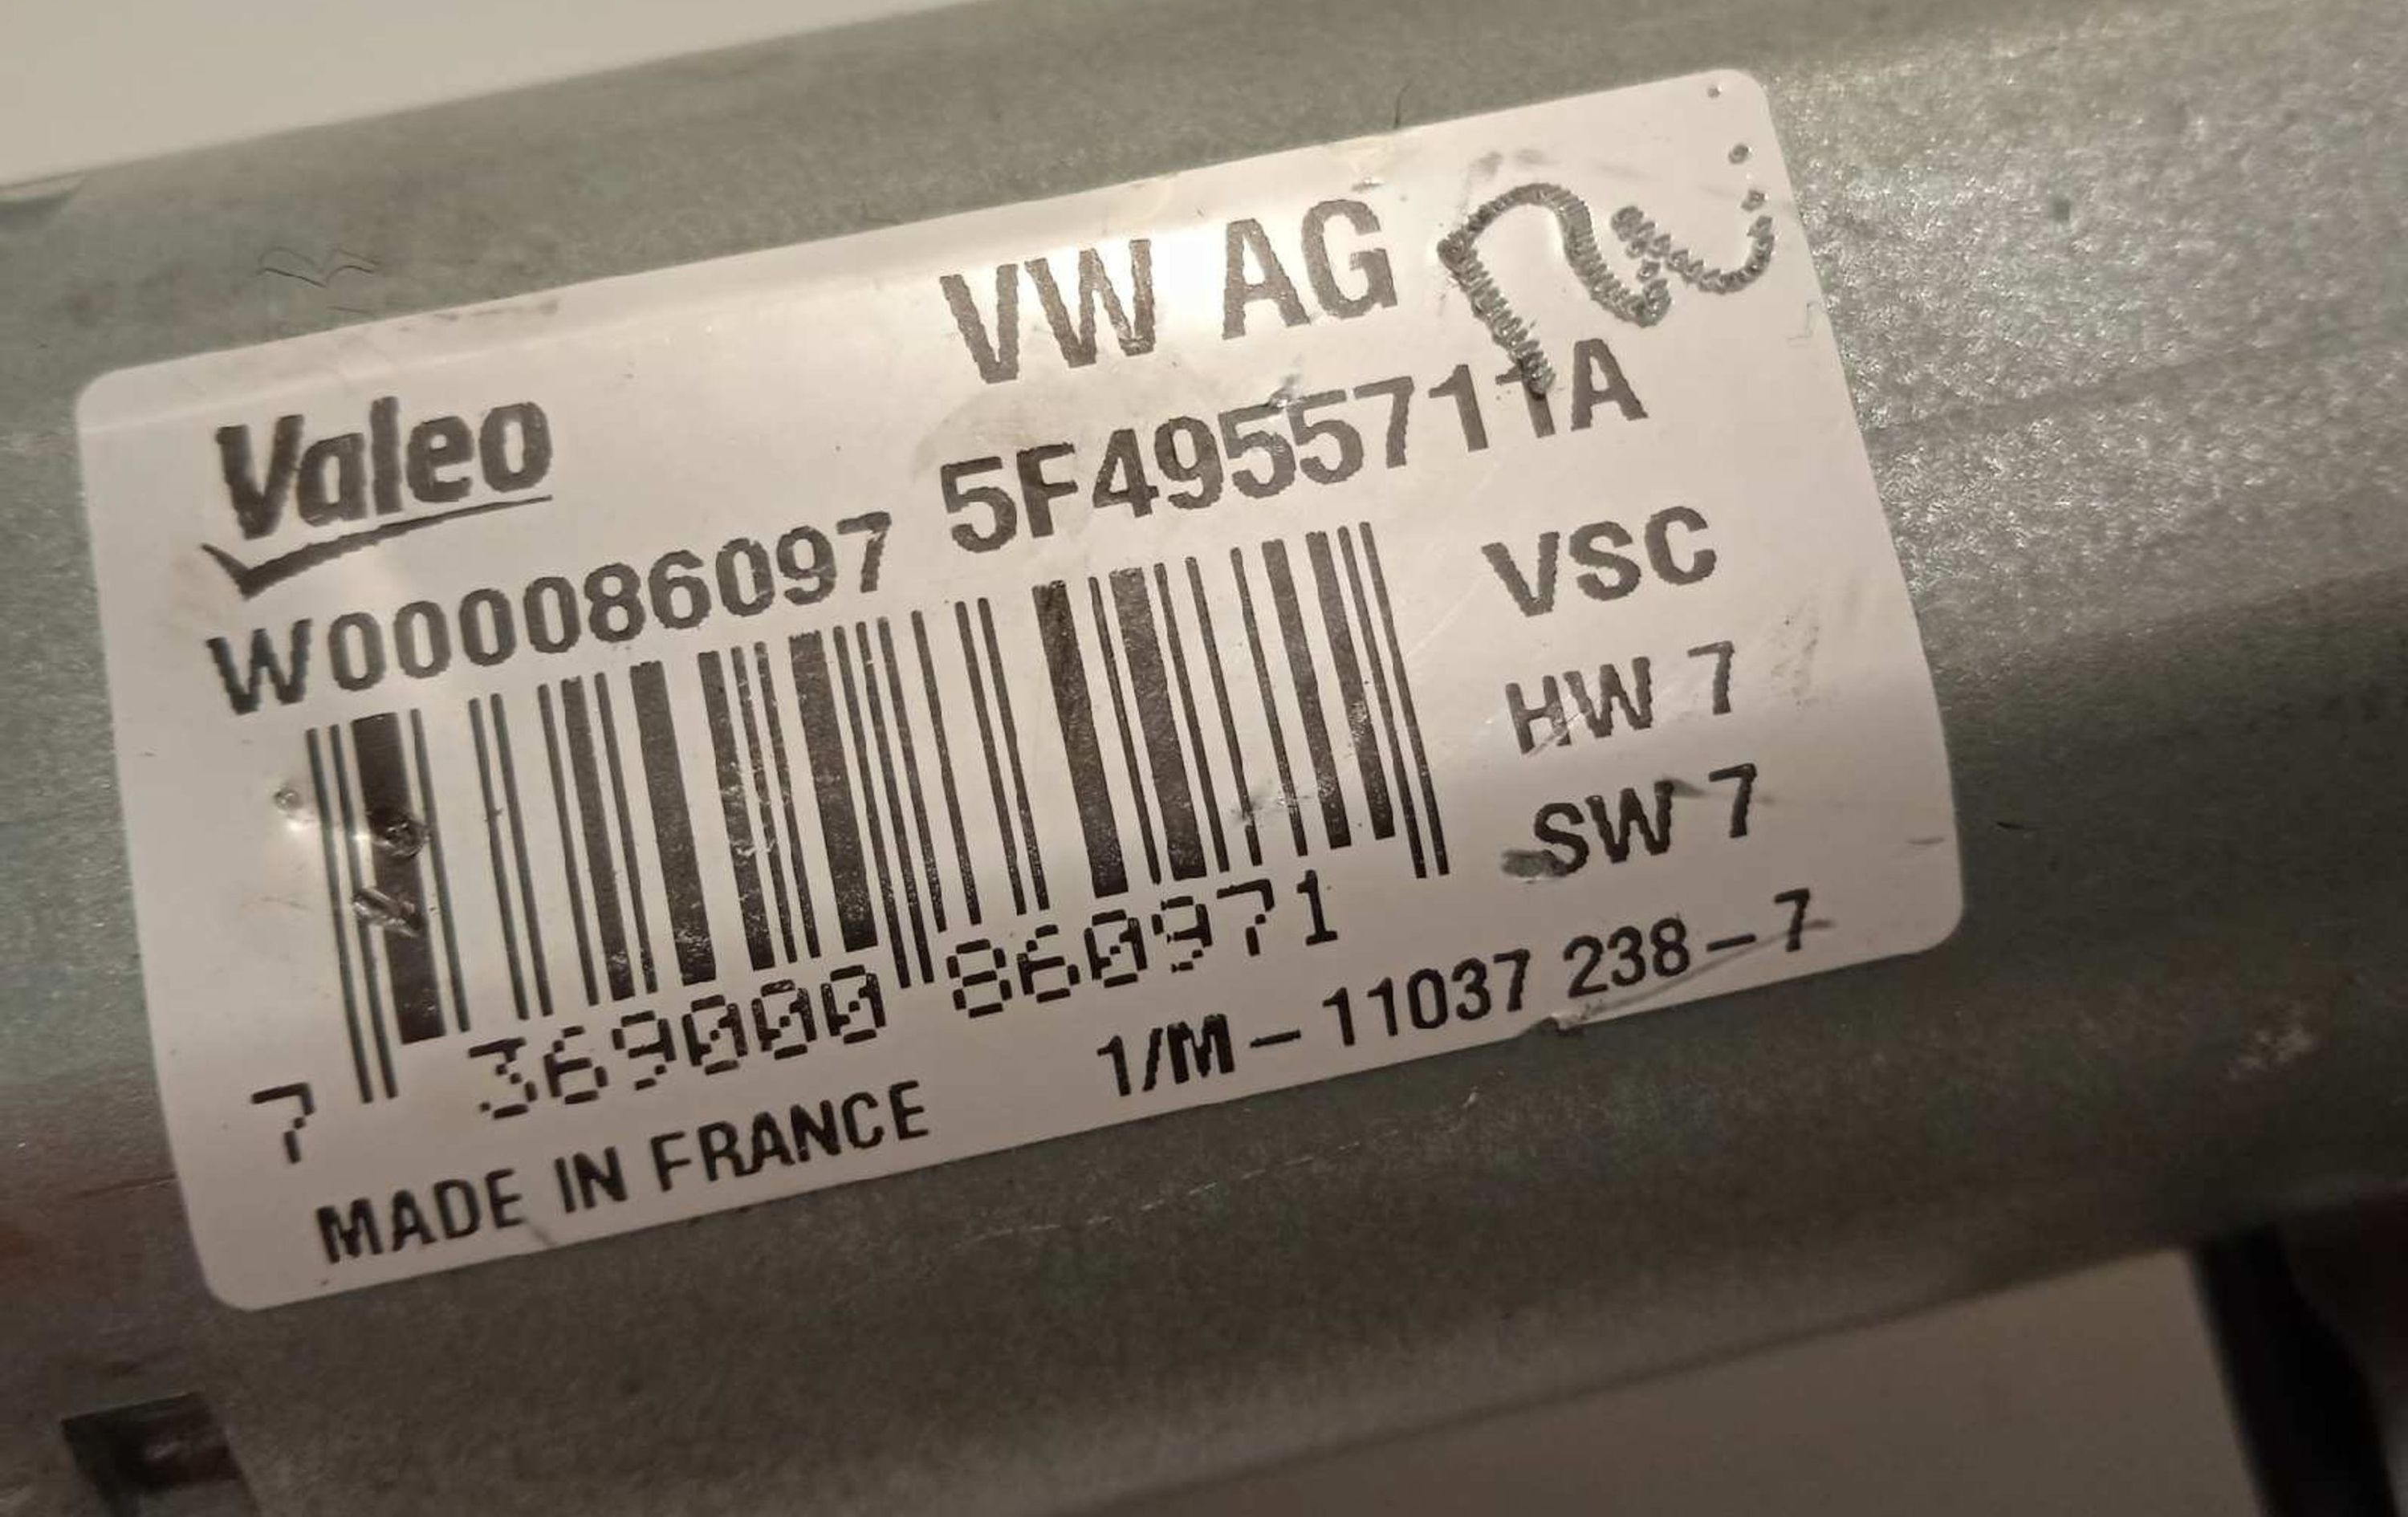 VW AG
Valeo
5F4955711A
W000086097
VSC
HW 7
SW 7
7 369000 860971
1/M-11037 238-7
MADE IN FRANCE